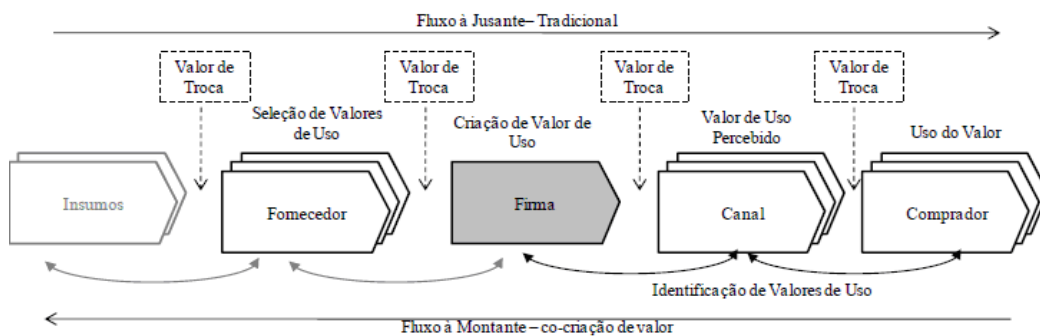 Fluxo à Jusante– Tradicional
Valor de
Troca
Valor de
Troca
Valor de
Troca
Valor de
Troca
Seleção de Valores
de Uso
Criação de Valor de
Uso
Valor de Uso
Percebido
Uso do Valor
Insumos
Fornecedor
Firma
Canal
Comprador
Identificação de Valores de Uso
Fluxo à Montante – co-criação de valor